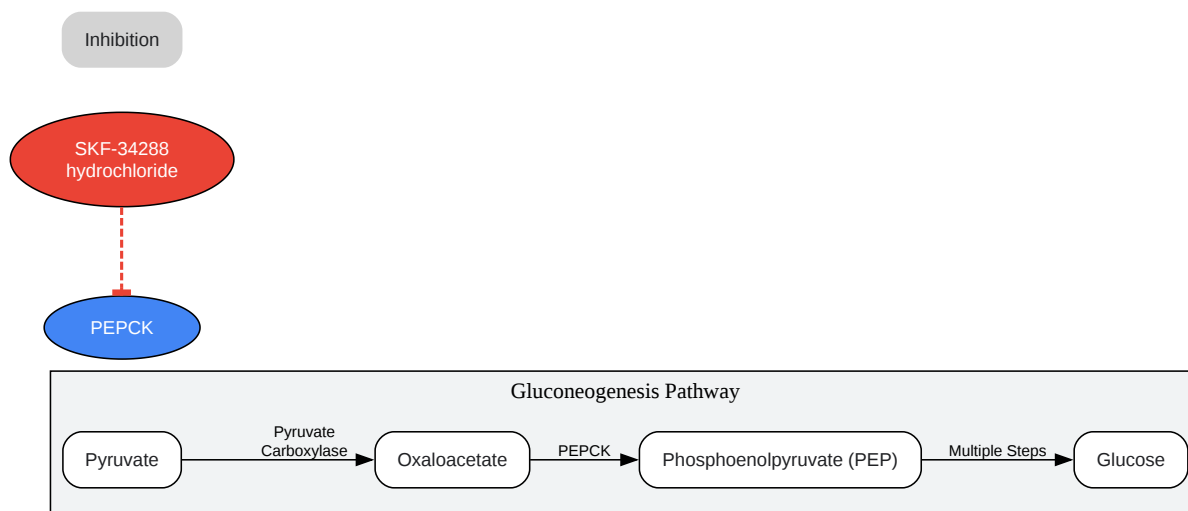 Inhibition
SKF-34288
hydrochloride
PEPCK
Gluconeogenesis Pathway
Pyruvate
Pyruvate
Carboxylase
Oxaloacetate
PEPCK
Phosphoenolpyruvate (PEP)
Multiple Steps
Glucose